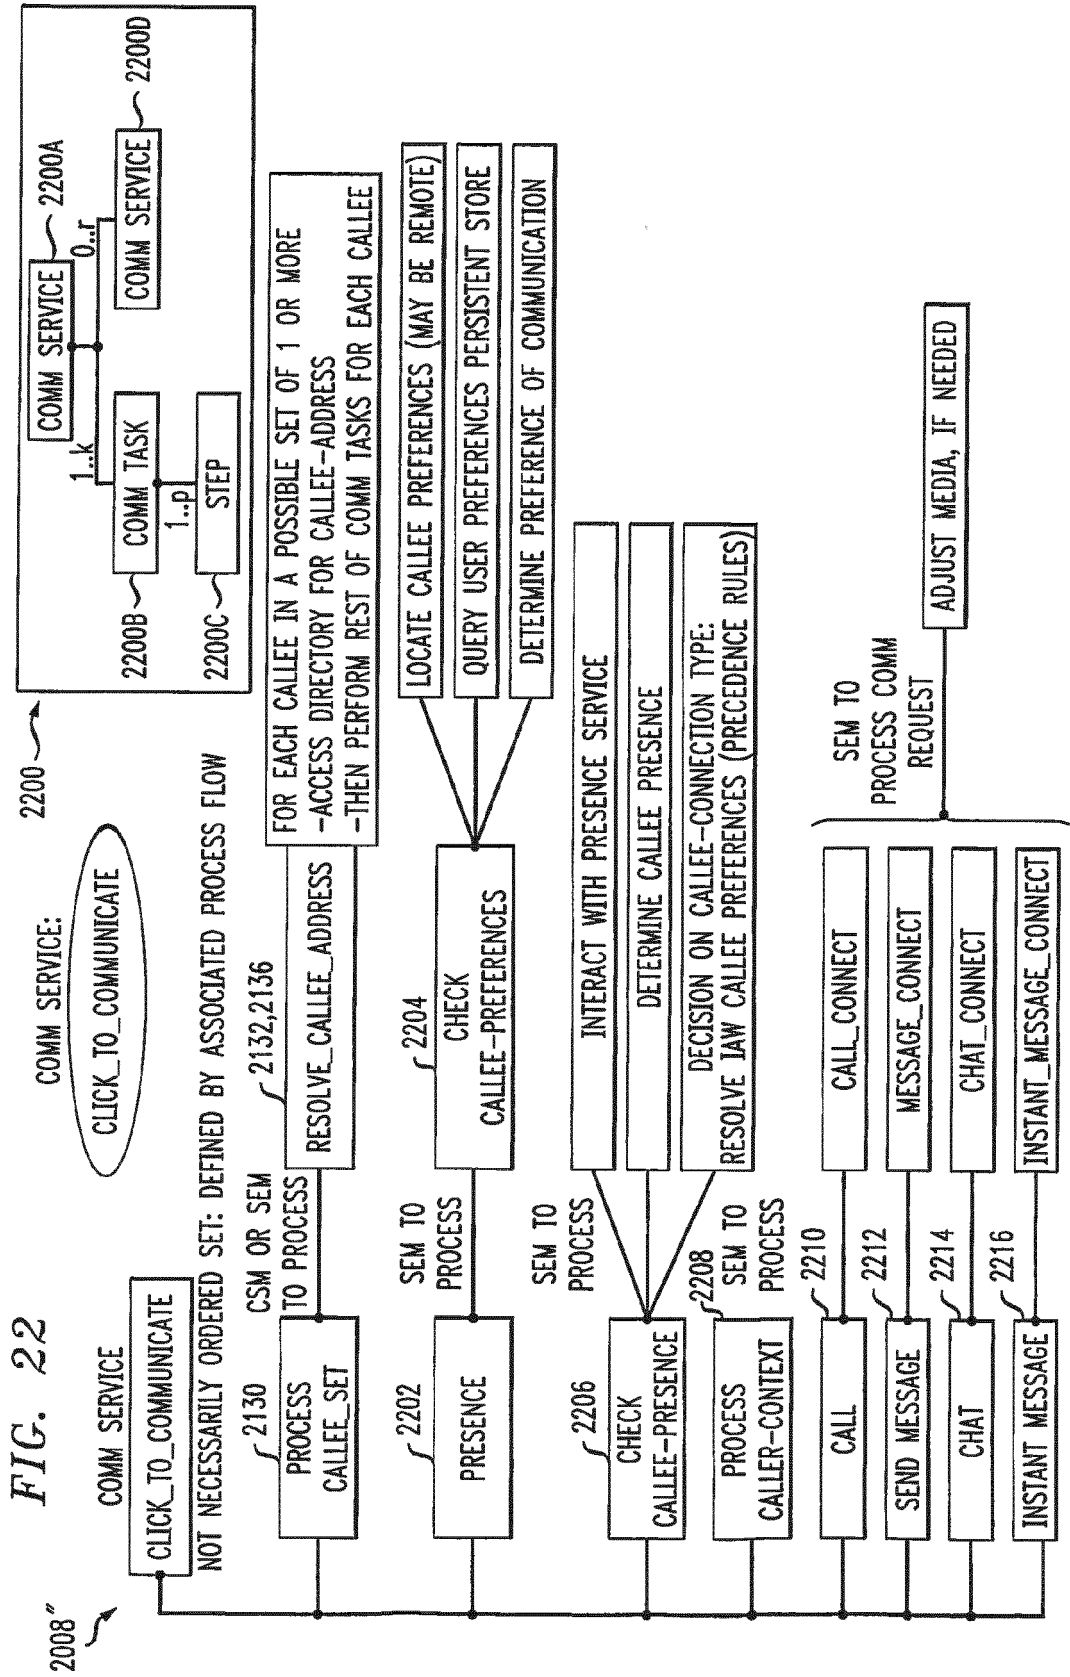 FIG. 22
2008"
COMM SERVICE
CLICK_TO_COMMUNICATE
NOT NECESSARILY ORDERED SET: DEFINED BY ASSOCIATED PROCESS FLOW
COMM SERVICE:
CLICK_TO_COMMUNICATE
2200
COMM SERVICE
2200A
1..k
0..r
2200B
COMM TASK
COMM SERVICE
2200D
1..p
2200C
STEP
2130
PROCESS
CALLEE_SET
CSM OR SEM
TO PROCESS
2132,2136
RESOLVE_CALLEE_ADDRESS
FOR EACH CALLEE IN A POSSIBLE SET OF 1 OR MORE
-ACCESS DIRECTORY FOR CALLEE-ADDRESS
-THEN PERFORM REST OF COMM TASKS FOR EACH CALLEE
2202
PRESENCE
SEM TO
PROCESS
2204
CHECK
CALLEE-PREFERENCES
LOCATE CALLEE PREFERENCES (MAY BE REMOTE)
QUERY USER PREFERENCES PERSISTENT STORE
DETERMINE PREFERENCE OF COMMUNICATION
2206
CHECK
CALLEE-PRESENCE
SEM TO
PROCESS
INTERACT WITH PRESENCE SERVICE
DETERMINE CALLEE PRESENCE
DECISION ON CALLEE-CONNECTION TYPE:
RESOLVE IAW CALLEE PREFERENCES (PRECEDENCE RULES)
2208
PROCESS
CALLER-CONTEXT
SEM TO
PROCESS
2210
CALL
CALL_CONNECT
2212
SEND MESSAGE
MESSAGE_CONNECT
2214
CHAT
CHAT_CONNECT
2216
INSTANT MESSAGE
INSTANT_MESSAGE_CONNECT
SEM TO
PROCESS COMM
REQUEST
ADJUST MEDIA, IF NEEDED